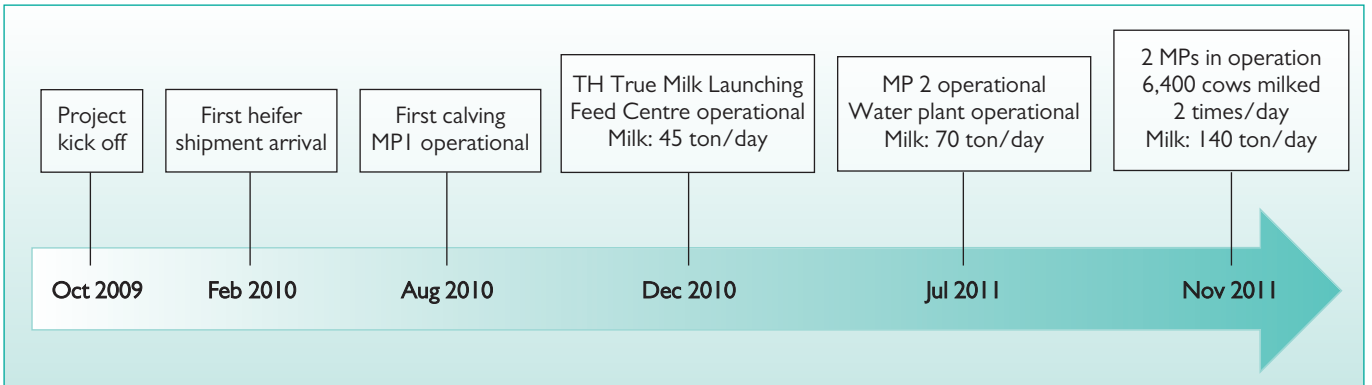 Project
kick off
First heifer
shipment arrival
First calving
MP1 operational
TH True Milk Launching
Feed Centre operational
Milk: 45 ton/day
MP 2 operational
Water plant operational
Milk: 70 ton/day
2 MPs in operation
6,400 cows milked
2 times/day
Milk: 140 ton/day
Oct 2009
Feb 2010
Aug 2010
Dec 2010
Jul 2011
Nov 2011